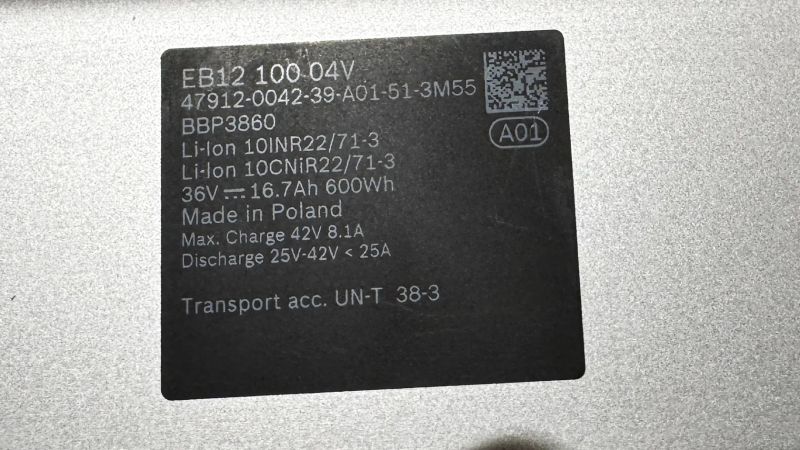 EB12 100 04V
47912-0042-39-A01-51-3M55
BBP3860
A01
Li-Ion 10INR22/71-3
Li-Ion 10CNiR22/71-3
36V⎓16.7Ah 600Wh
Made in Poland
Max. Charge 42V 8.1A
Discharge 25V-42V < 25A
Transport acc. UN-T 38-3